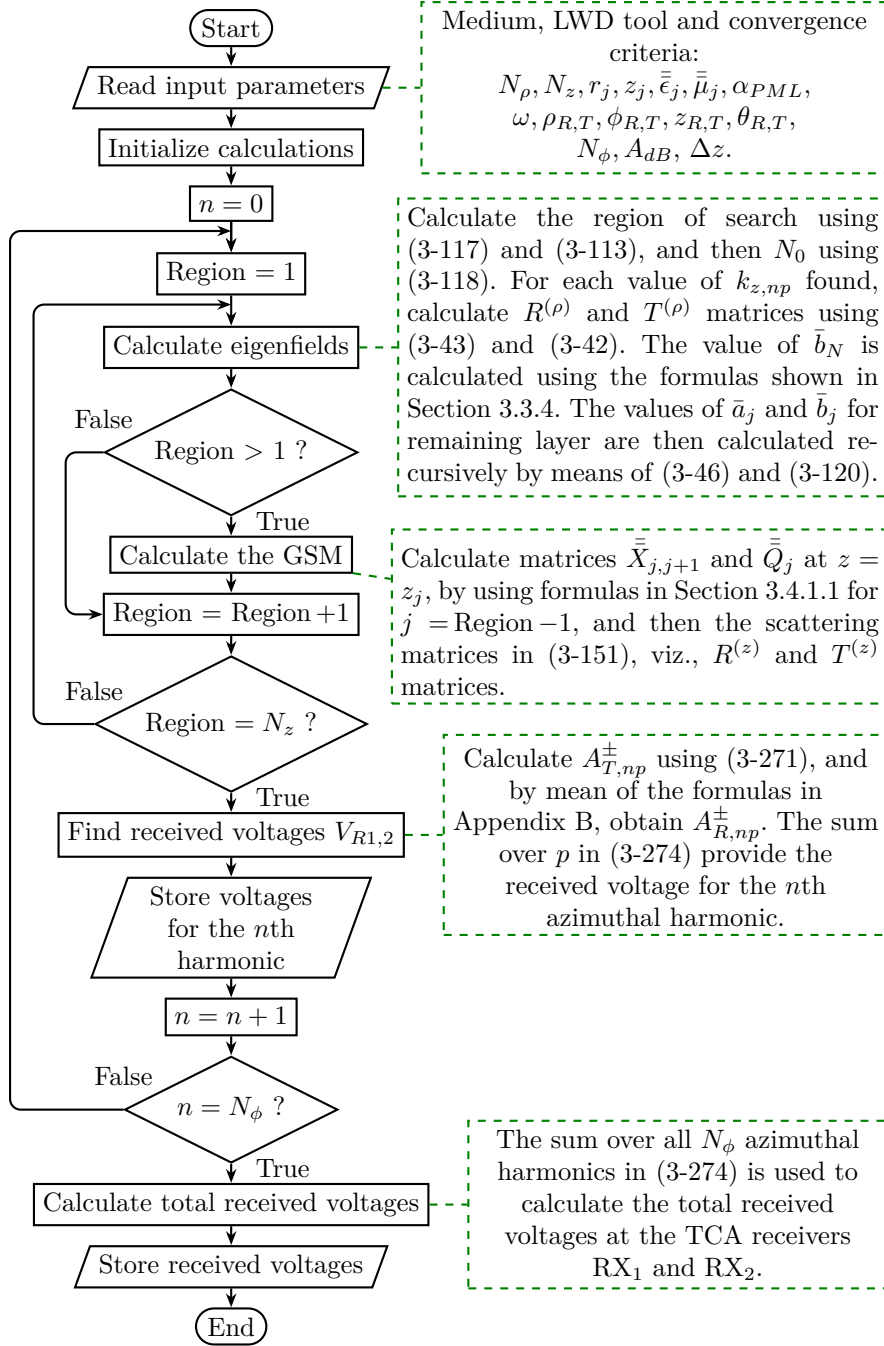 Start
Read input parameters
Medium, LWD tool and convergence
criteria:
N_ρ, N_z, r_j, z_j, ϵ̿_j, μ̿_j, α_{PML},
ω, ρ_{R,T}, ϕ_{R,T}, z_{R,T}, θ_{R,T},
N_ϕ, A_{dB}, Δz.
Initialize calculations
n = 0
Region = 1
Calculate eigenfields
Calculate the region of search using
(3-117) and (3-113), and then N_0 using
(3-118). For each value of k_{z,np} found,
calculate R^{(ρ)} and T^{(ρ)} matrices using
(3-43) and (3-42). The value of b̄_N is
calculated using the formulas shown in
Section 3.3.4. The values of ā_j and b̄_j for
remaining layer are then calculated re-
cursively by means of (3-46) and (3-120).
False
Region > 1 ?
True
Calculate the GSM
Calculate matrices X̿_{j,j+1} and Q̿_j at z =
z_j, by using formulas in Section 3.4.1.1 for
j = Region −1, and then the scattering
matrices in (3-151), viz., R^{(z)} and T^{(z)}
matrices.
Region = Region +1
False
Region = N_z ?
True
Find received voltages V_{R1,2}
Calculate A^±_{T,np} using (3-271), and
by mean of the formulas in
Appendix B, obtain A^±_{R,np}. The sum
over p in (3-274) provide the
received voltage for the nth
azimuthal harmonic.
Store voltages
for the nth
harmonic
n = n + 1
False
n = N_ϕ ?
True
Calculate total received voltages
The sum over all N_ϕ azimuthal
harmonics in (3-274) is used to
calculate the total received
voltages at the TCA receivers
RX_1 and RX_2.
Store received voltages
End